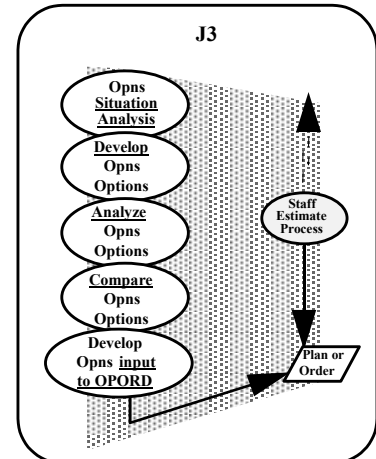 J3
Opns
Situation
Analysis
Develop
Opns
Options
Analyze
Opns
Options
Compare
Opns
Options
Develop
Opns input
to OPORD
Staff
Estimate
Process
Plan or
Order